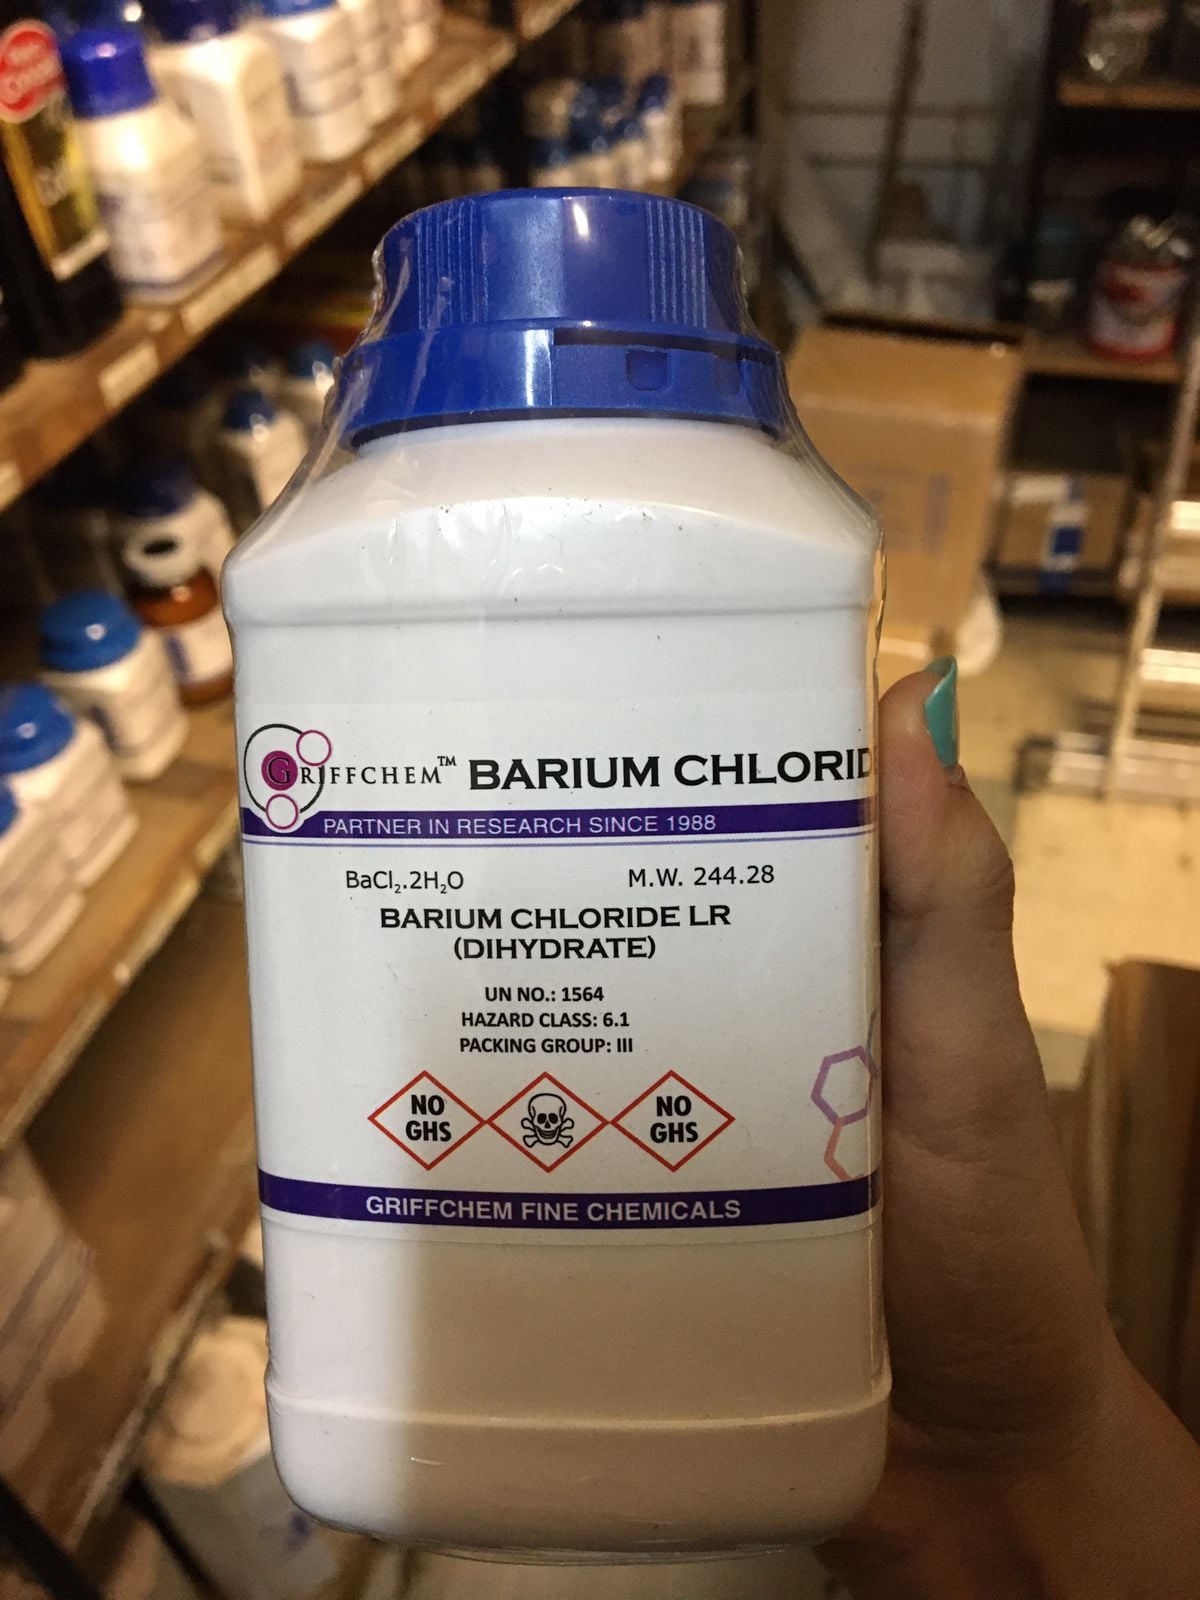 GRIFFCHEM™ BARIUM CHLORID
PARTNER IN RESEARCH SINCE 1988
BaCl₂.2H₂O M.W. 244.28
BARIUM CHLORIDE LR
(DIHYDRATE)
UN NO.: 1564
HAZARD CLASS: 6.1
PACKING GROUP: III
NO GHS
NO GHS
GRIFFCHEM FINE CHEMICALS